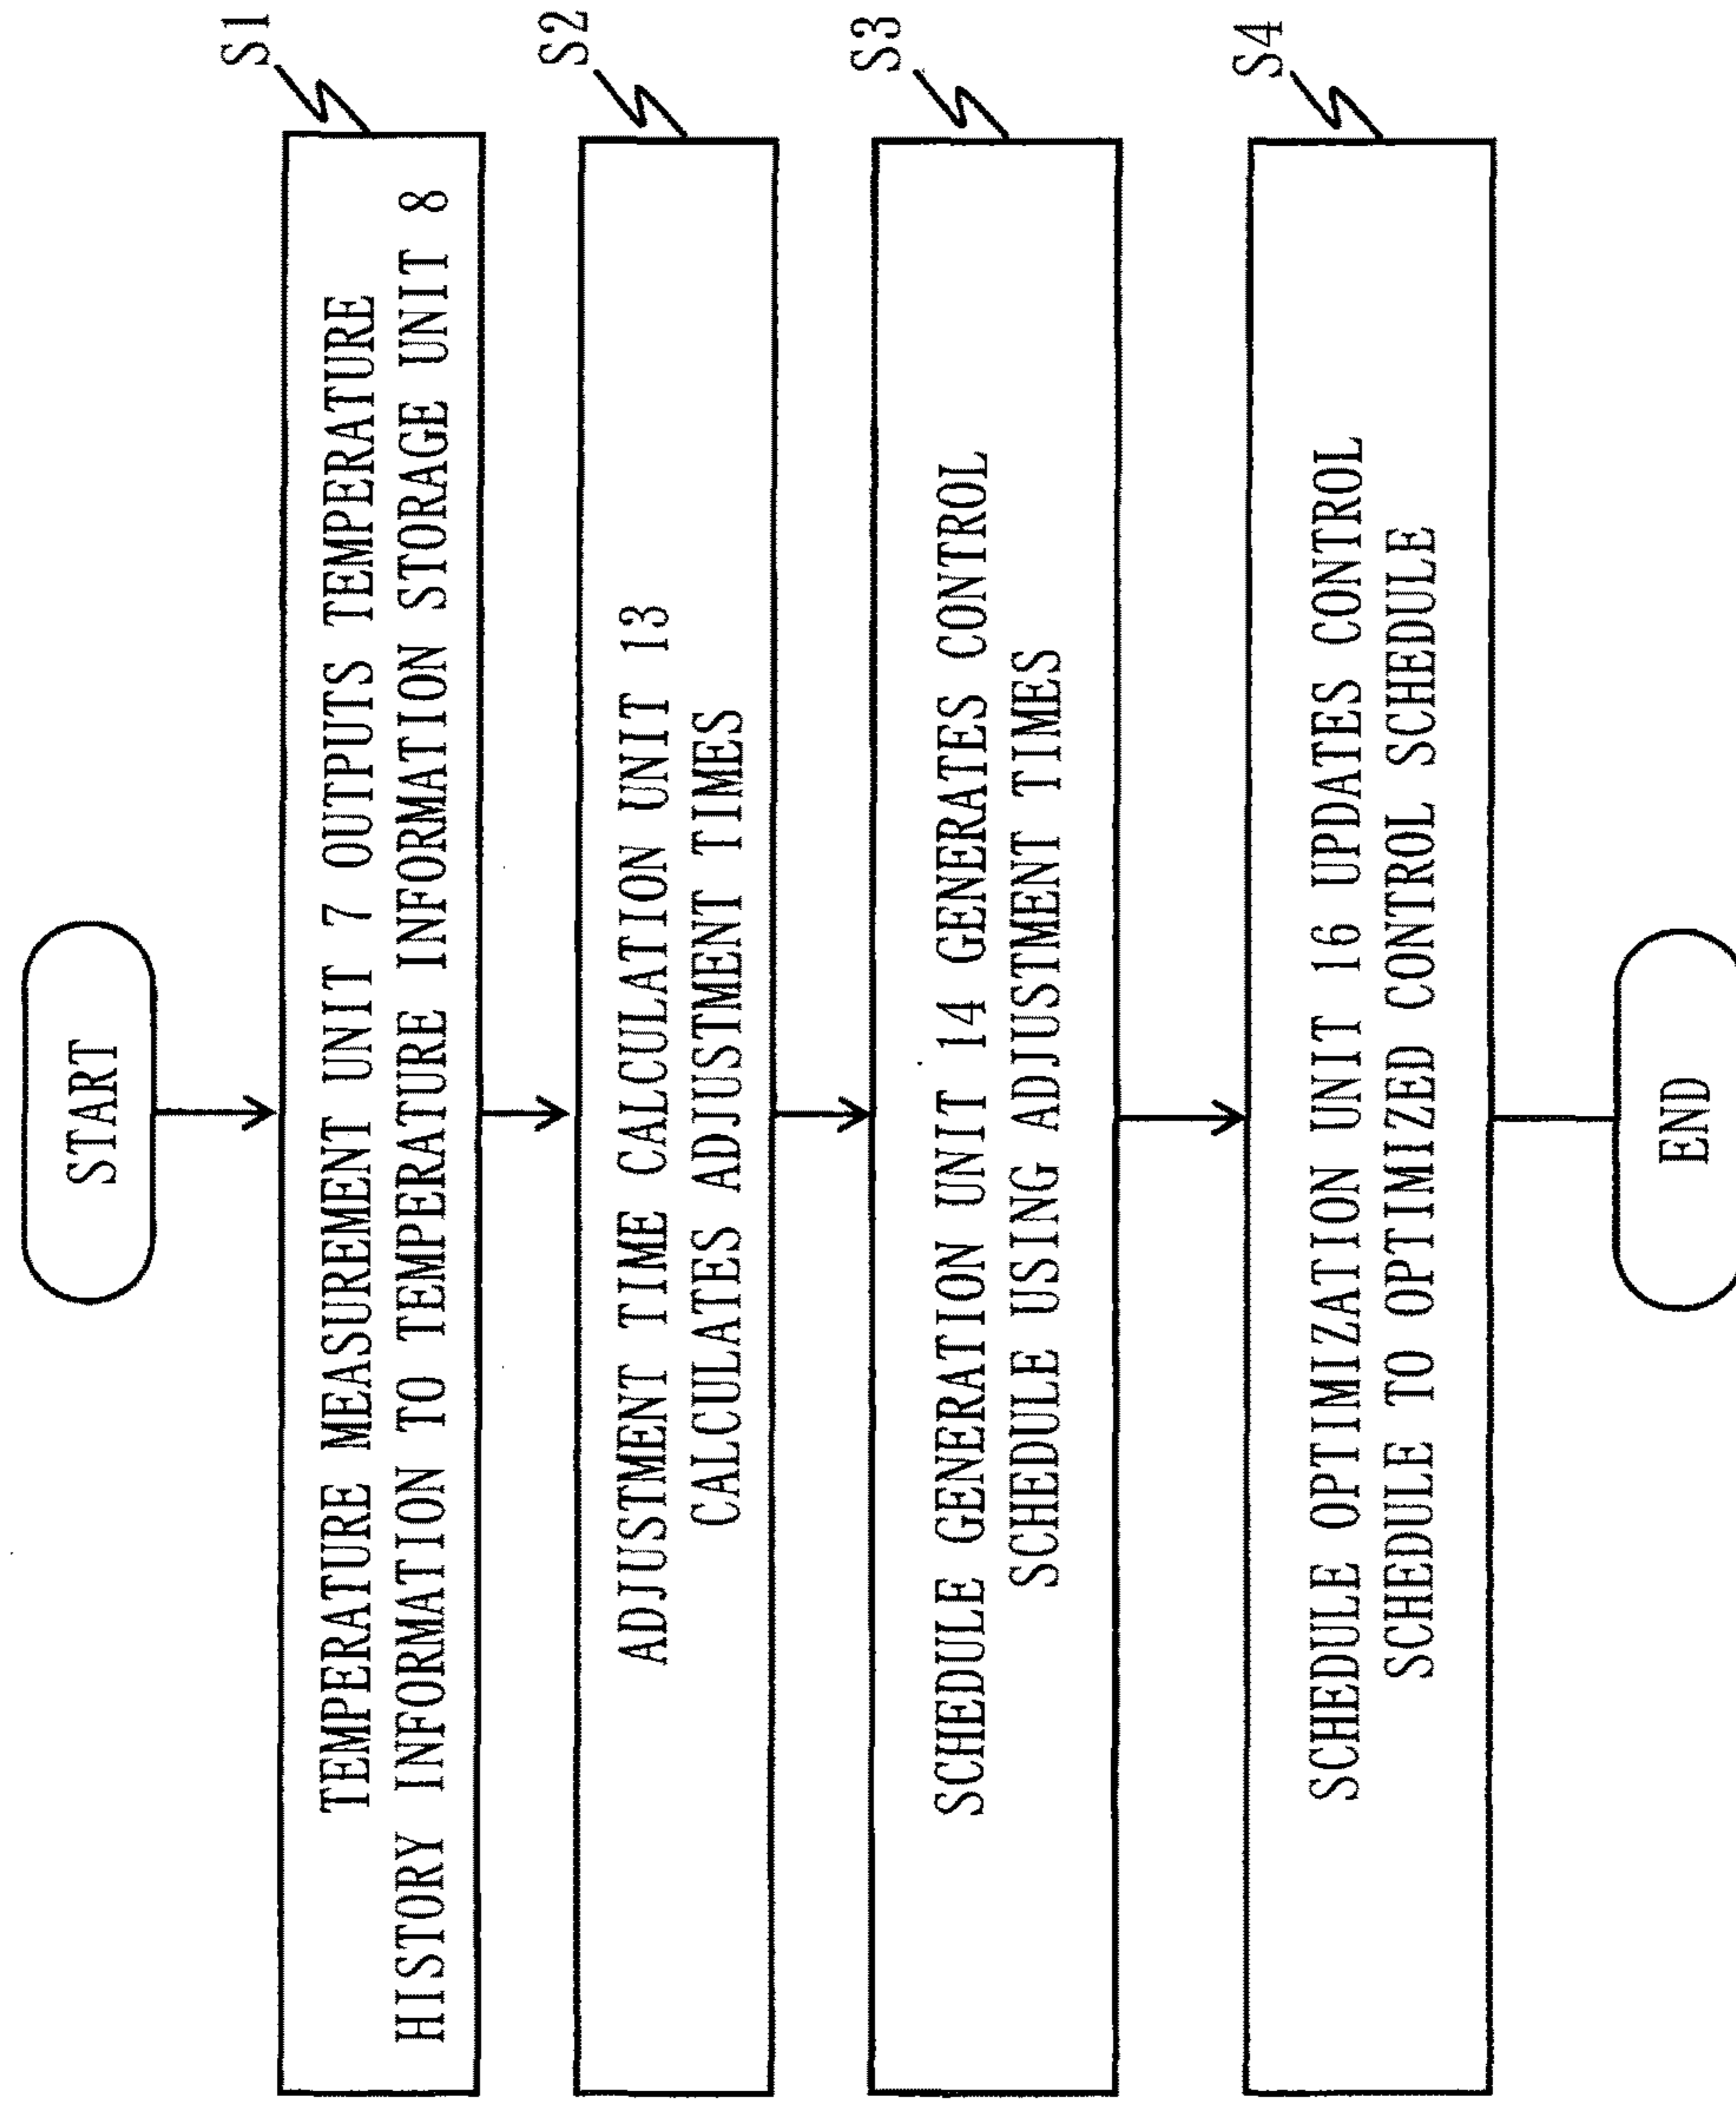 START
S1
TEMPERATURE MEASUREMENT UNIT 7 OUTPUTS TEMPERATURE
HISTORY INFORMATION TO TEMPERATURE INFORMATION STORAGE UNIT 8
S2
ADJUSTMENT TIME CALCULATION UNIT 13
CALCULATES ADJUSTMENT TIMES
S3
SCHEDULE GENERATION UNIT 14 GENERATES CONTROL
SCHEDULE USING ADJUSTMENT TIMES
S4
SCHEDULE OPTIMIZATION UNIT 16 UPDATES CONTROL
SCHEDULE TO OPTIMIZED CONTROL SCHEDULE
END